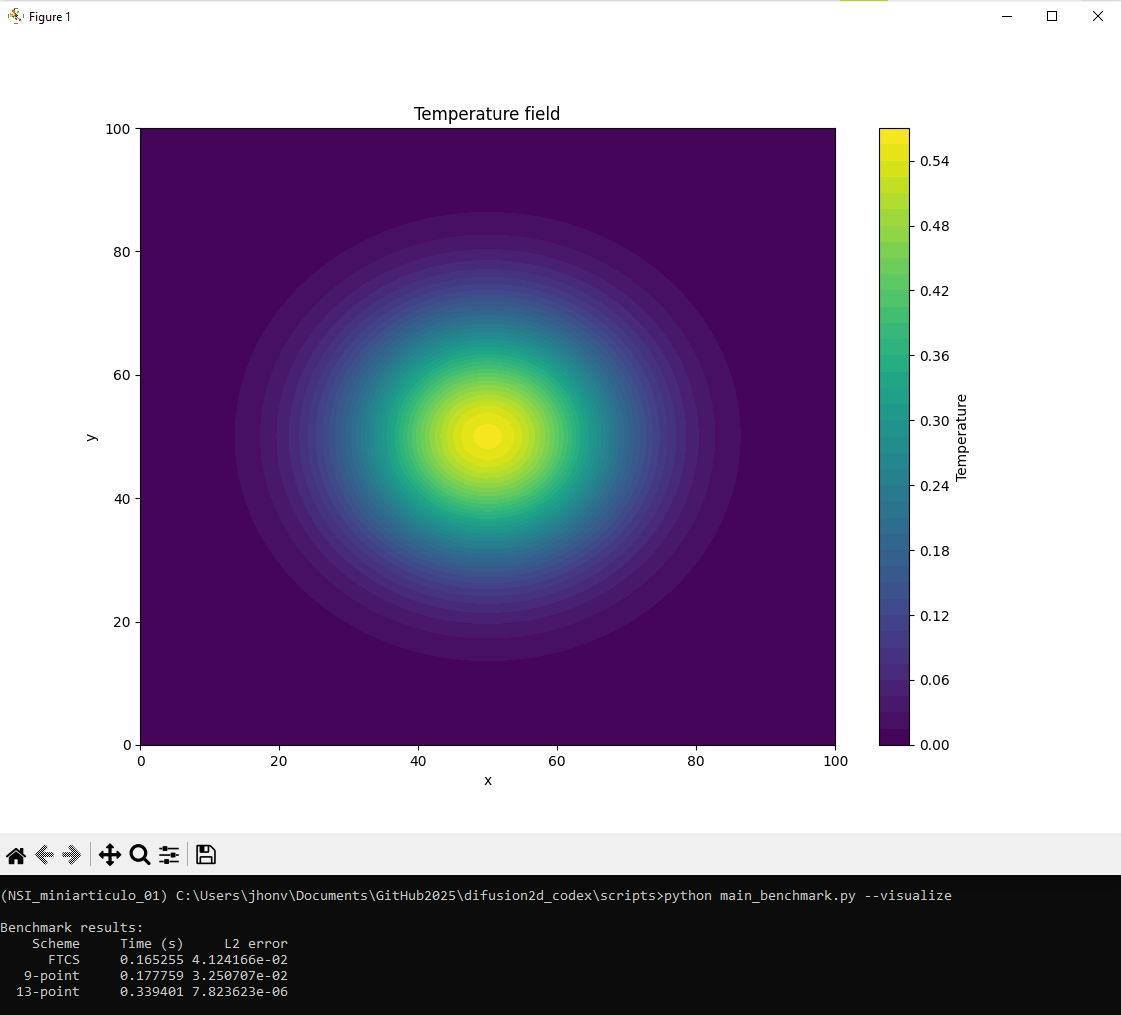 Figure 1
Temperature field
100
80
60
40
20
0
y
0 20 40 60 80 100
x
0.54
0.48
0.42
0.36
0.30
0.24
0.18
0.12
0.06
0.00
Temperature
(NSI_miniarticulo_01) C:\Users\jhonv\Documents\GitHub2025\difusion2d_codex\scripts>python main_benchmark.py --visualize
Benchmark results:
Scheme Time (s) L2 error
FTCS 0.165255 4.124166e-02
9-point 0.177759 3.250707e-02
13-point 0.339401 7.823623e-06